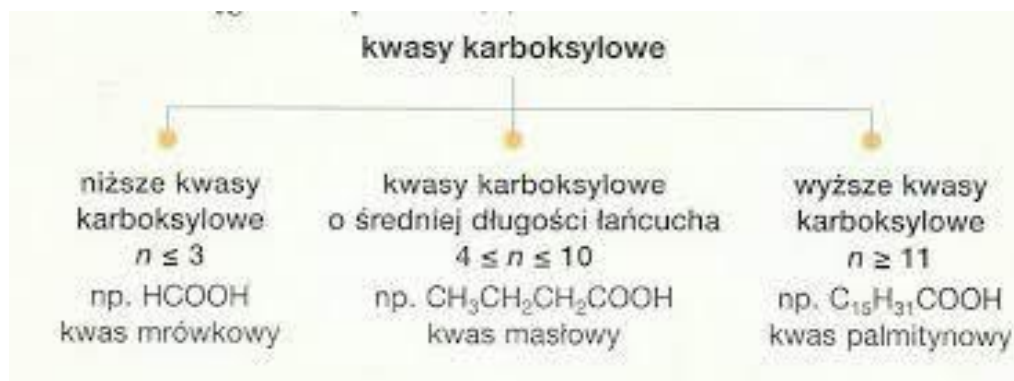 kwasy karboksylowe
niższe kwasy
karboksylowe
n ≤ 3
np. HCOOH
kwas mrówkowy
kwasy karboksylowe
o średniej długości łańcucha
4 ≤ n ≤ 10
np. CH₃CH₂CH₂COOH
kwas masłowy
wyższe kwasy
karboksylowe
n ≥ 11
np. C₁₅H₃₁COOH
kwas palmitynowy